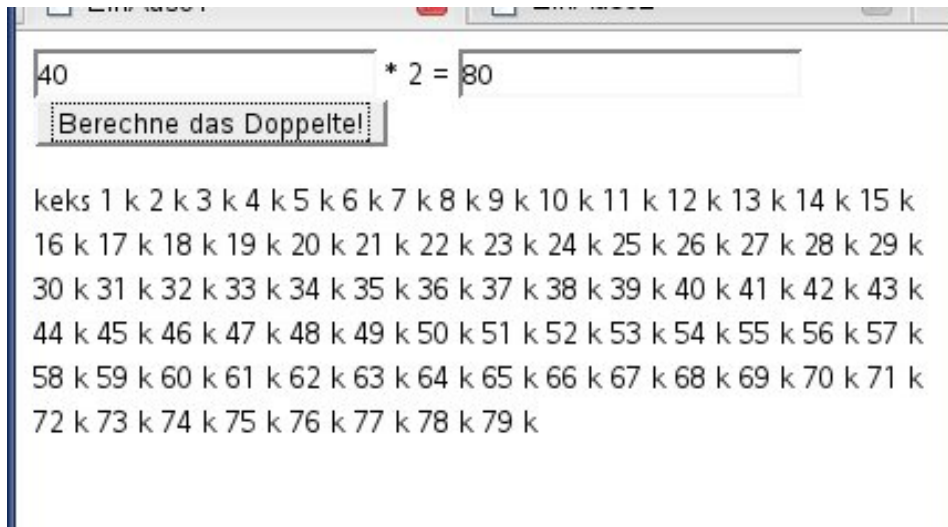 40 * 2 = 80
Berechne das Doppelte!
keks 1 k 2 k 3 k 4 k 5 k 6 k 7 k 8 k 9 k 10 k 11 k 12 k 13 k 14 k 15 k
16 k 17 k 18 k 19 k 20 k 21 k 22 k 23 k 24 k 25 k 26 k 27 k 28 k 29 k
30 k 31 k 32 k 33 k 34 k 35 k 36 k 37 k 38 k 39 k 40 k 41 k 42 k 43 k
44 k 45 k 46 k 47 k 48 k 49 k 50 k 51 k 52 k 53 k 54 k 55 k 56 k 57 k
58 k 59 k 60 k 61 k 62 k 63 k 64 k 65 k 66 k 67 k 68 k 69 k 70 k 71 k
72 k 73 k 74 k 75 k 76 k 77 k 78 k 79 k